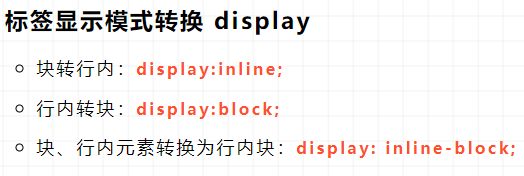 标签显示模式转换 display
块转行内：display:inline;
行内转块：display:block;
块、行内元素转换为行内块：display: inline-block;